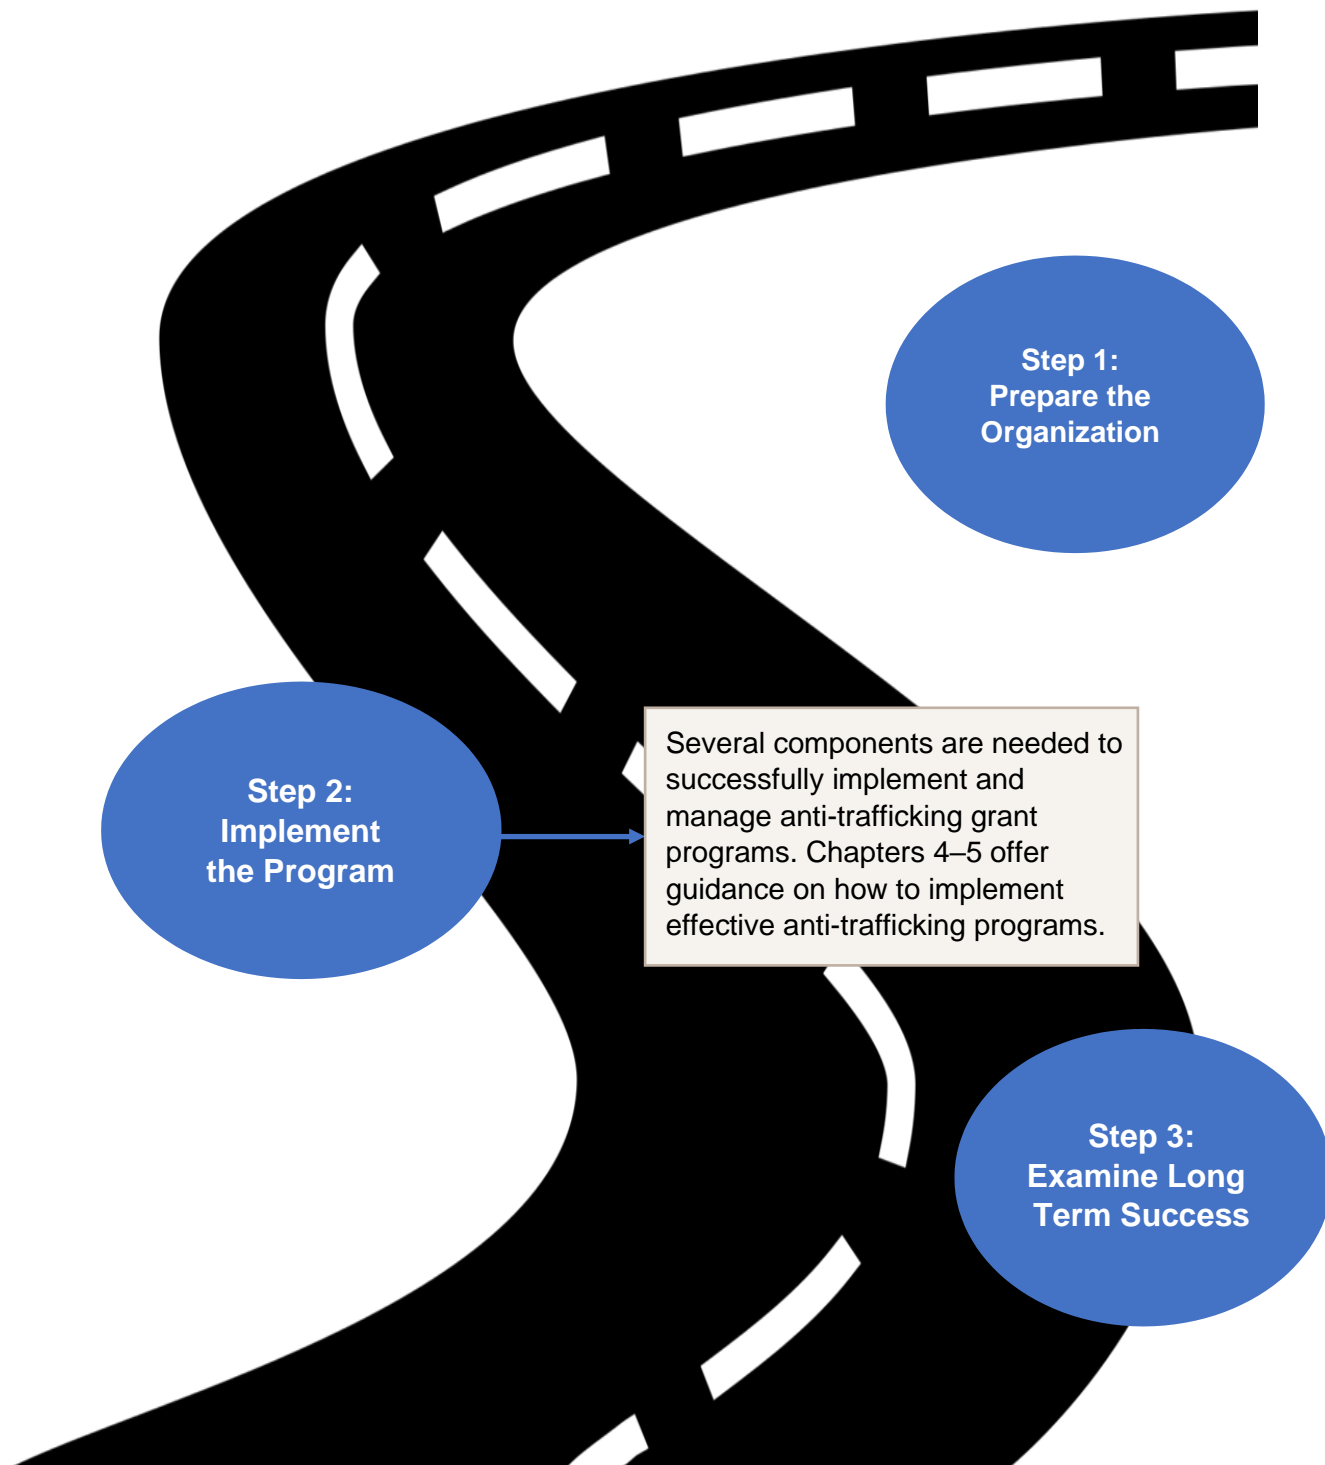 Step 1:
Prepare the
Organization
Step 2:
Implement
the Program
Several components are needed to
successfully implement and
manage anti-trafficking grant
programs. Chapters 4–5 offer
guidance on how to implement
effective anti-trafficking programs.
Step 3:
Examine Long
Term Success